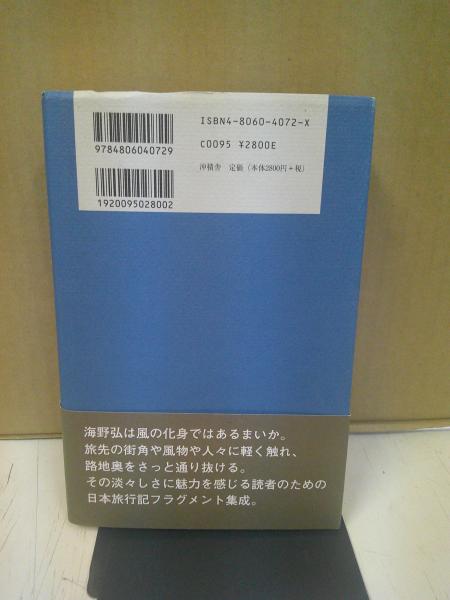 ISBN4-8060-4072-X
C0095 ¥2800E
沖積舎 定価（本体2800円+税）
9784806040729
1920095028002
海野弘は風の化身ではあるまいか。
旅先の街角や風物や人々に軽く触れ、
路地奥をさっと通り抜ける。
その淡々しさに魅力を感じる読者のための
日本旅行記フラグメント集成。